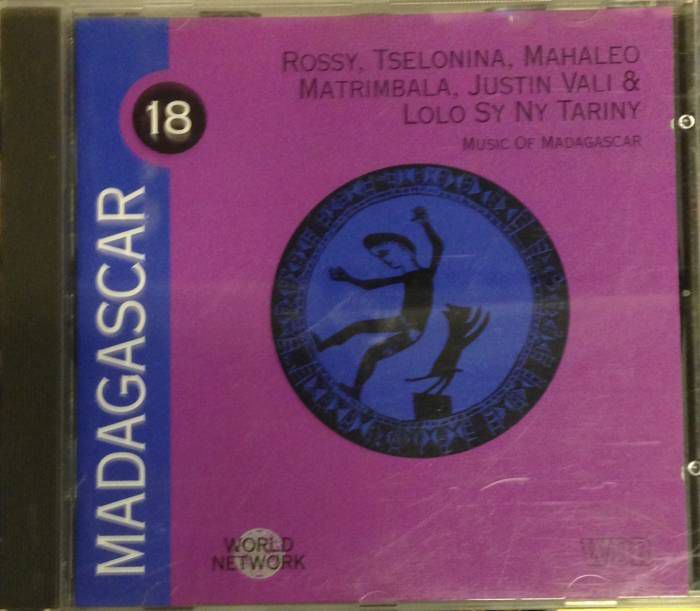 18
MADAGASCAR
ROSSY, TSELONINA, MAHALEO
MATRIMBALA, JUSTIN VALI &
LOLO SY NY TARINY
MUSIC OF MADAGASCAR
WORLD
NETWORK